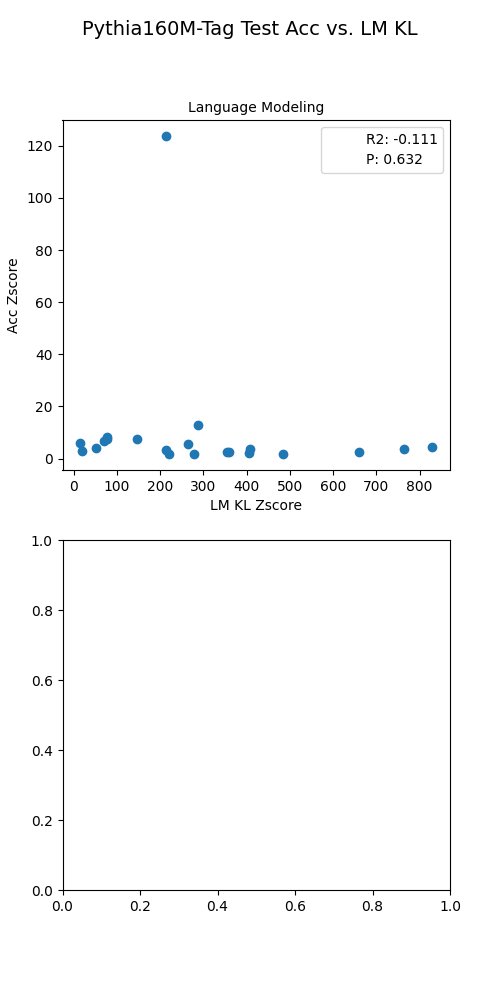 Pythia160M-Tag Test Acc vs. LM KL
Language Modeling
R2: -0.111
P: 0.632
120
100
80
60
40
20
0
Acc Zscore
0 100 200 300 400 500 600 700 800
LM KL Zscore
1.0
0.8
0.6
0.4
0.2
0.0
0.0 0.2 0.4 0.6 0.8 1.0